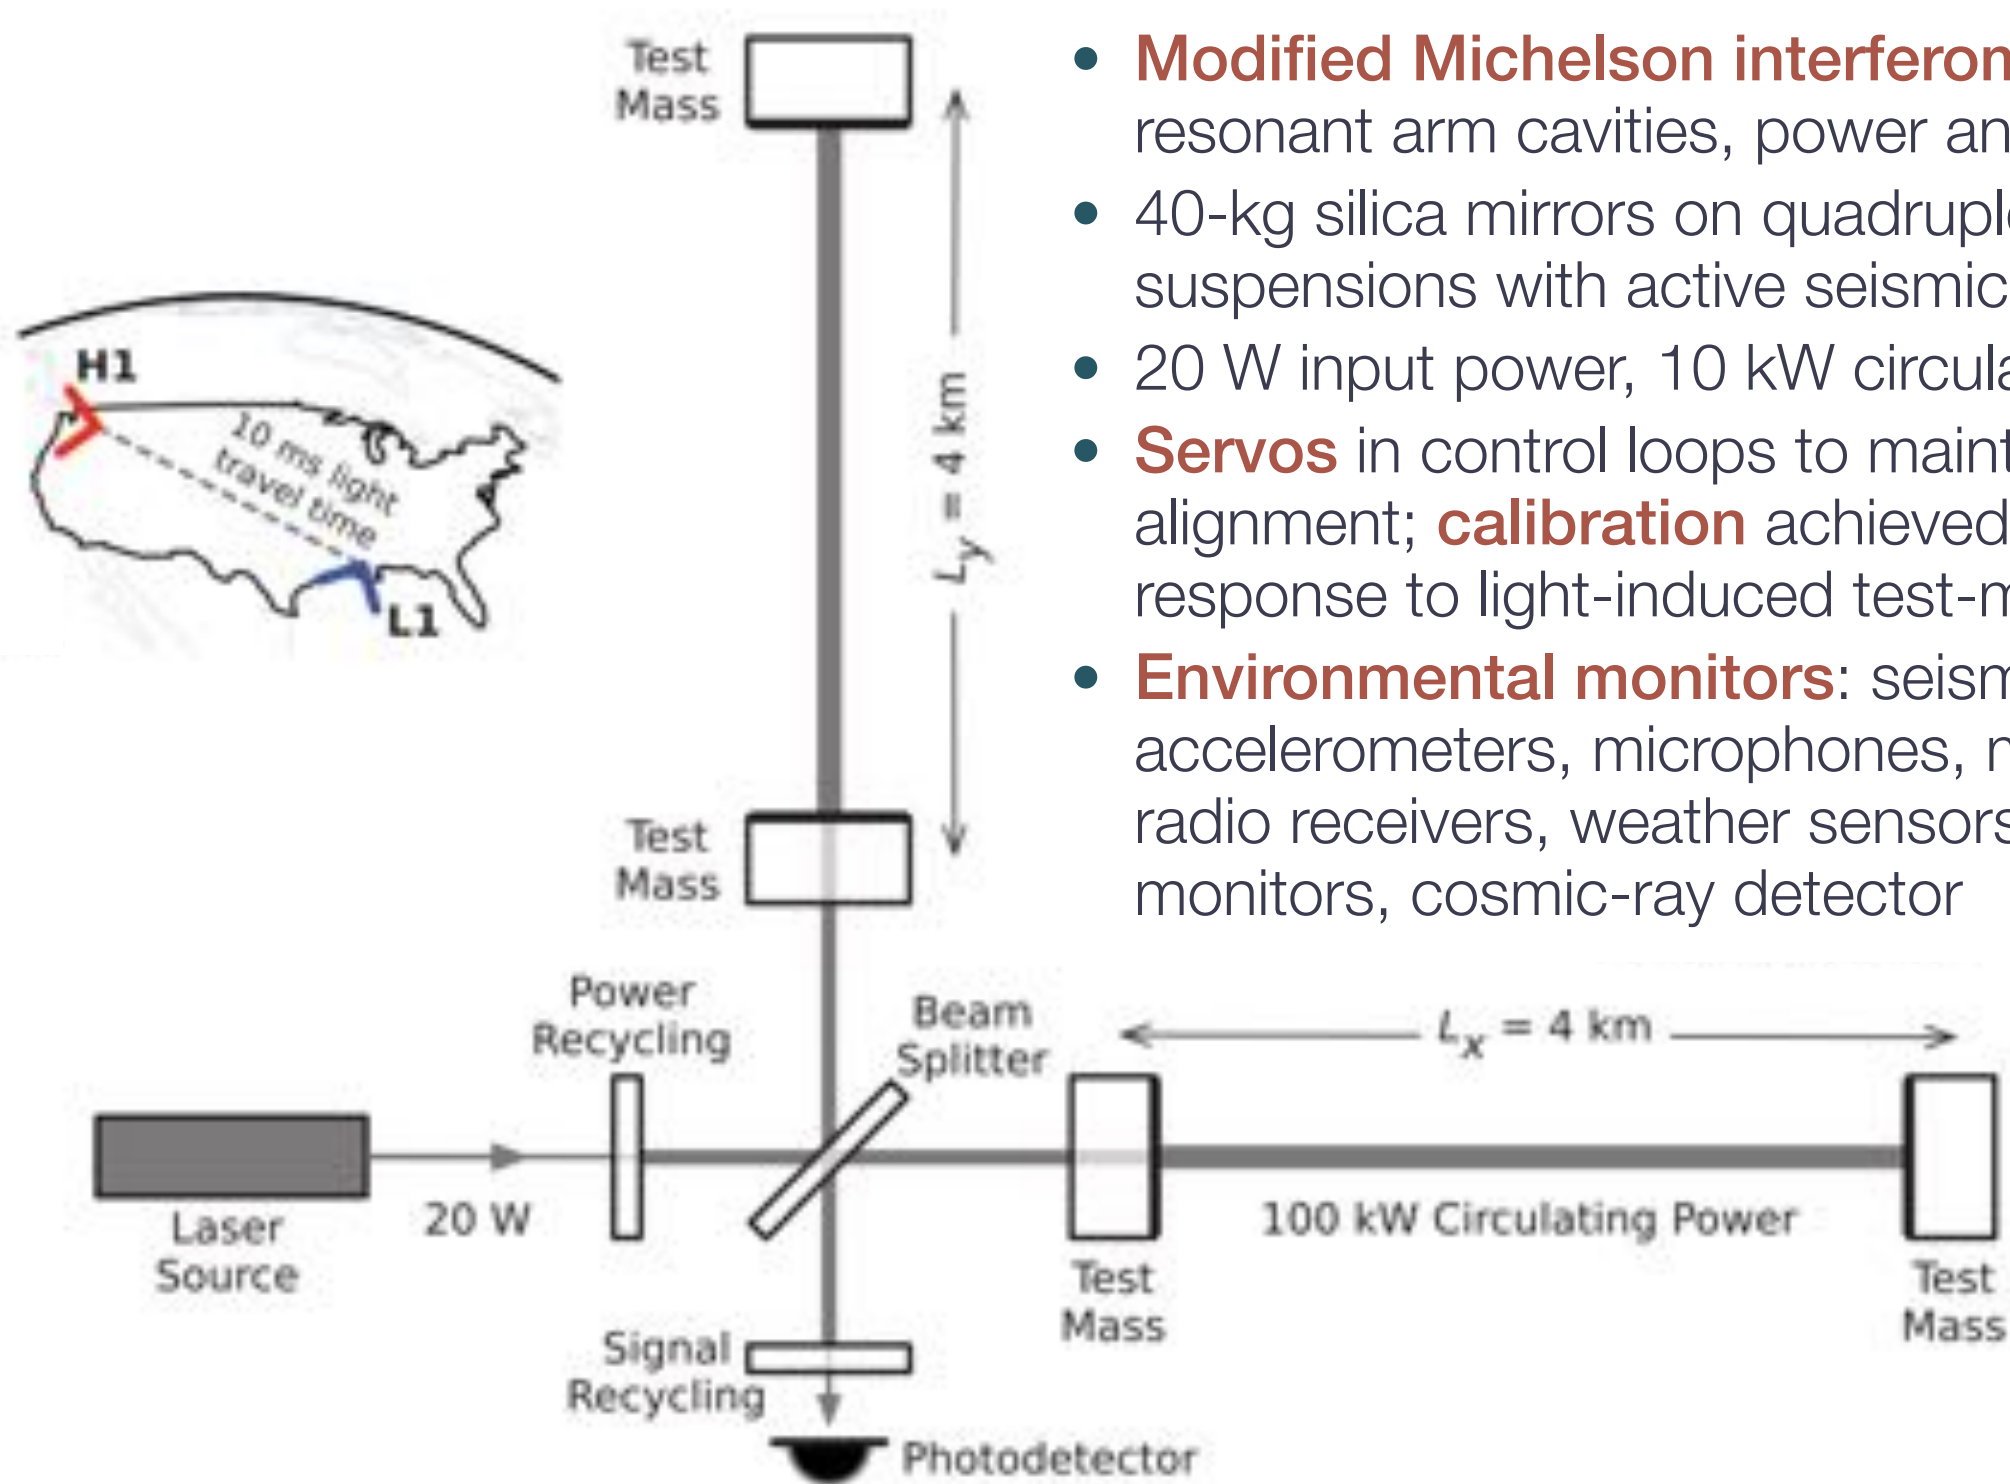 Test
Mass
H1
10 ms light
travel time
L1
Ly = 4 km
Test
Mass
Power
Recycling
Beam
Splitter
Lx = 4 km
Laser
Source
20 W
100 kW Circulating Power
Test
Mass
Test
Mass
Signal
Recycling
Photodetector
• Modified Michelson interferom
resonant arm cavities, power an
• 40-kg silica mirrors on quadruple
suspensions with active seismic
• 20 W input power, 10 kW circula
• Servos in control loops to maint
alignment; calibration achieved
response to light-induced test-m
• Environmental monitors: seism
accelerometers, microphones, m
radio receivers, weather sensors
monitors, cosmic-ray detector